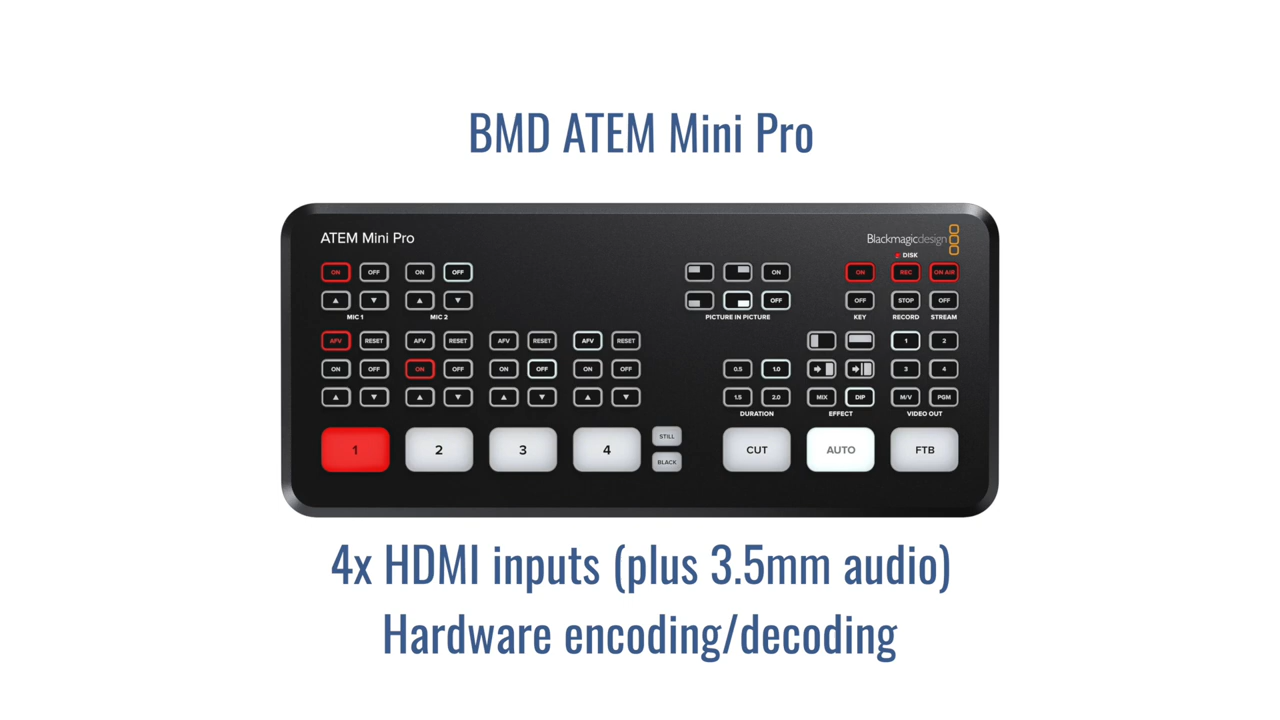 BMD ATEM Mini Pro
ATEM Mini Pro
Blackmagicdesign
DISK
ON OFF ON OFF ON ON REC ON AIR
▲ ▼ ▲ ▼ OFF OFF STOP OFF
MIC 1 MIC 2 PICTURE IN PICTURE KEY RECORD STREAM
AFV RESET AFV RESET AFV RESET AFV RESET 1 2
ON OFF ON OFF ON OFF ON OFF 0.5 1.0 3 4
▲ ▼ ▲ ▼ ▲ ▼ ▲ ▼ 1.5 2.0 MIX DIP M/V PGM
DURATION EFFECT VIDEO OUT
1 2 3 4 STILL BLACK CUT AUTO FTB
4x HDMI inputs (plus 3.5mm audio)
Hardware encoding/decoding